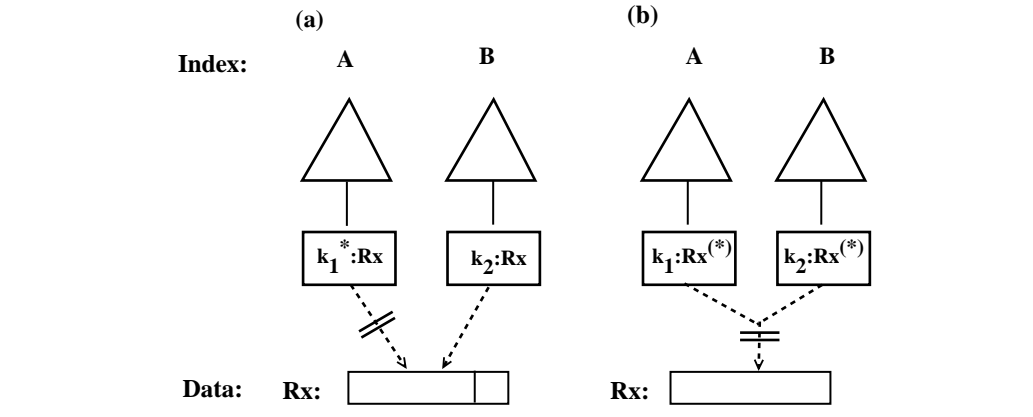 (a) (b)
Index: A B A B
k1*:Rx k2:Rx k1:Rx(*) k2:Rx(*)
Data: Rx: Rx: